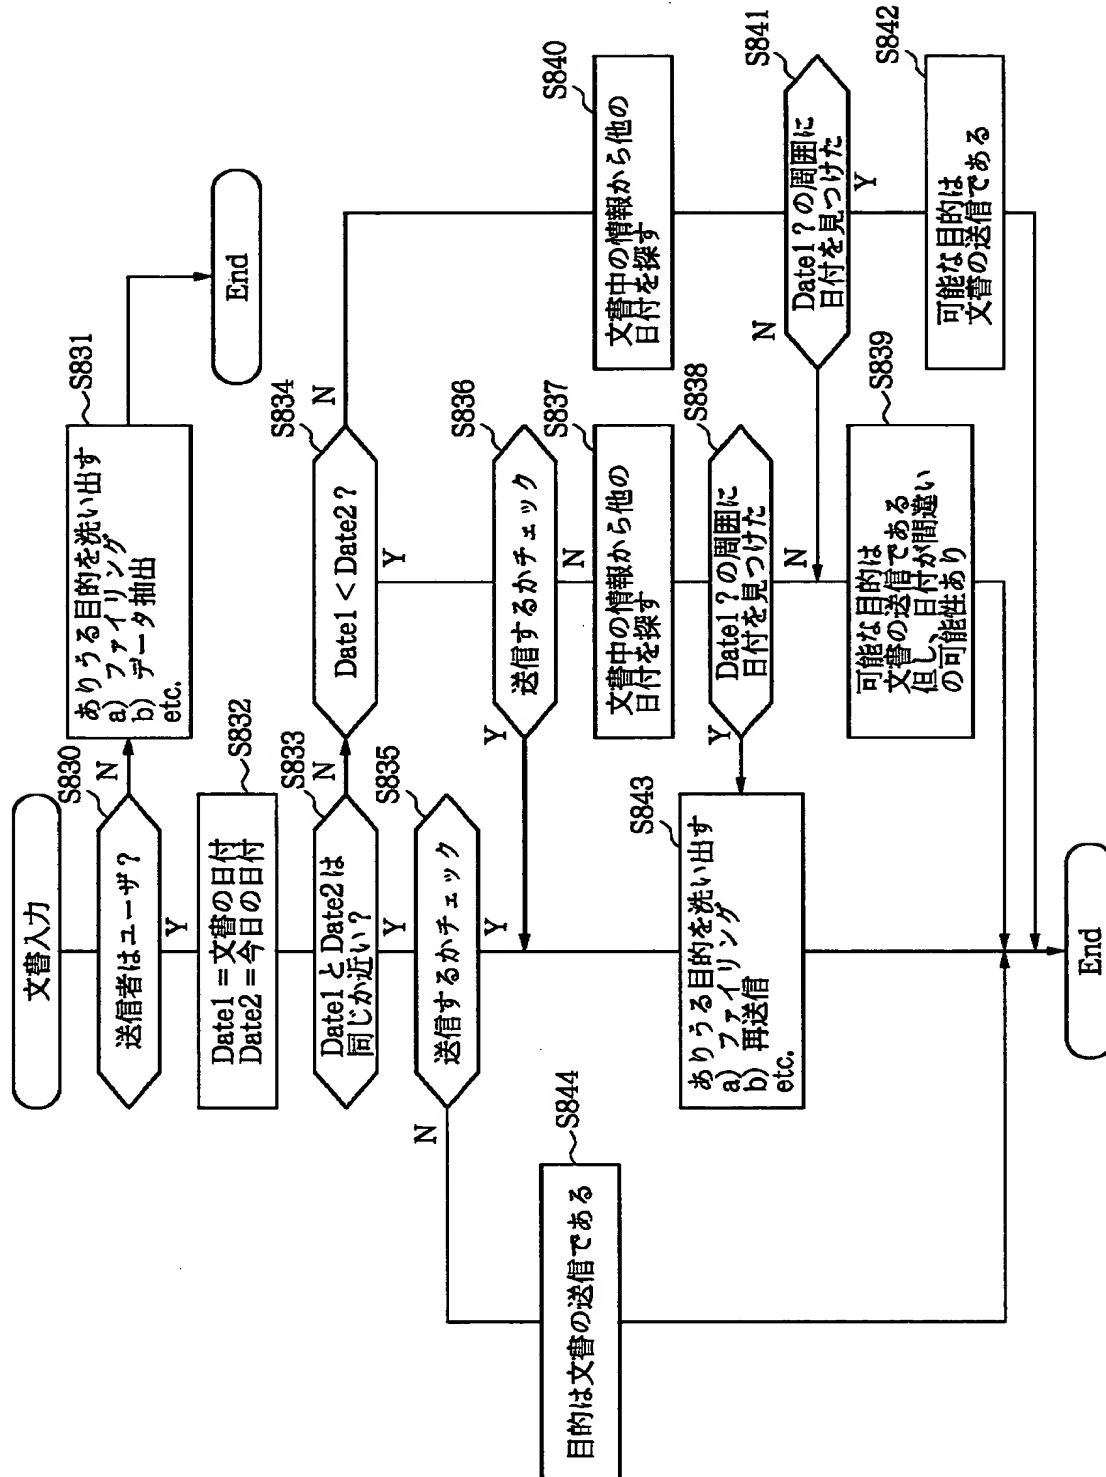 文書入力
S830
送信者はユーザ？
N
Y
S831
ありうる目的を洗い出す
a) ファイリング
b) データ抽出
etc.
End
S832
Date1＝文書の日付
Date2＝今日の日付
S833
Date1とDate2は
同じか近い？
N
Y
S834
Date1＜Date2？
N
Y
S835
送信するかチェック
N
Y
S836
送信するかチェック
Y
N
S837
文書中の情報から他の
日付を探す
S838
Date1？の周囲に
日付を見つけた
Y
N
S839
可能な目的は
文書の送信である
但し、日付が間違い
の可能性あり
S840
文書中の情報から他の
日付を探す
S841
Date1？の周囲に
日付を見つけた
N
Y
S842
可能な目的は
文書の送信である
S843
ありうる目的を洗い出す
a) ファイリング
b) 再送信
etc.
S844
目的は文書の送信である
End